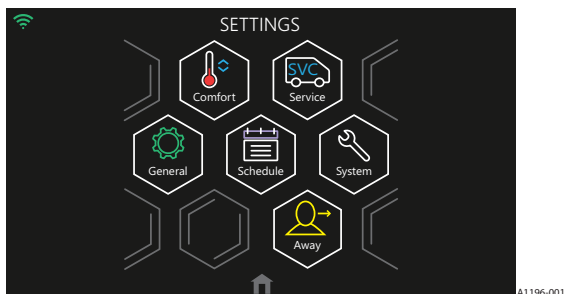 SETTINGS
SVC
Comfort
Service
General
Schedule
System
Away
A1196-001